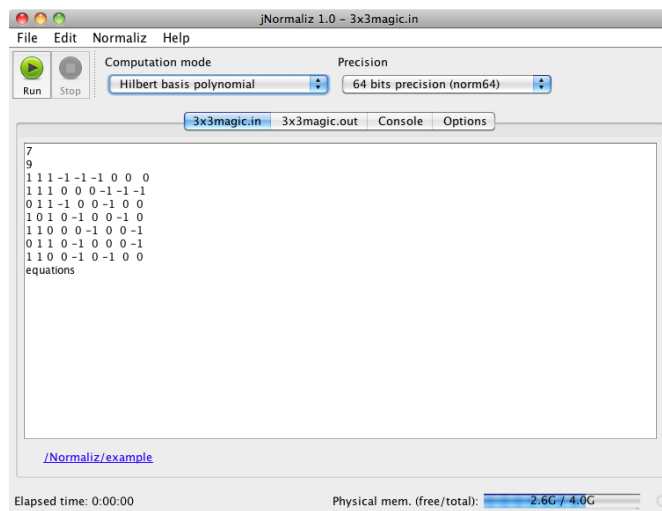 jNormaliz 1.0 – 3x3magic.in
File Edit Normaliz Help
Computation mode Precision
Run Stop Hilbert basis polynomial 64 bits precision (norm64)
3x3magic.in 3x3magic.out Console Options
7
9
1 1 1 -1 -1 -1 0 0 0
1 1 1 0 0 0 -1 -1 -1
0 1 1 -1 0 0 -1 0 0
1 0 1 0 -1 0 0 -1 0
1 1 0 0 0 -1 0 0 -1
0 1 1 0 -1 0 0 0 -1
1 1 0 0 -1 0 -1 0 0
equations
/Normaliz/example
Elapsed time: 0:00:00 Physical mem. (free/total): 2.6G / 4.0G